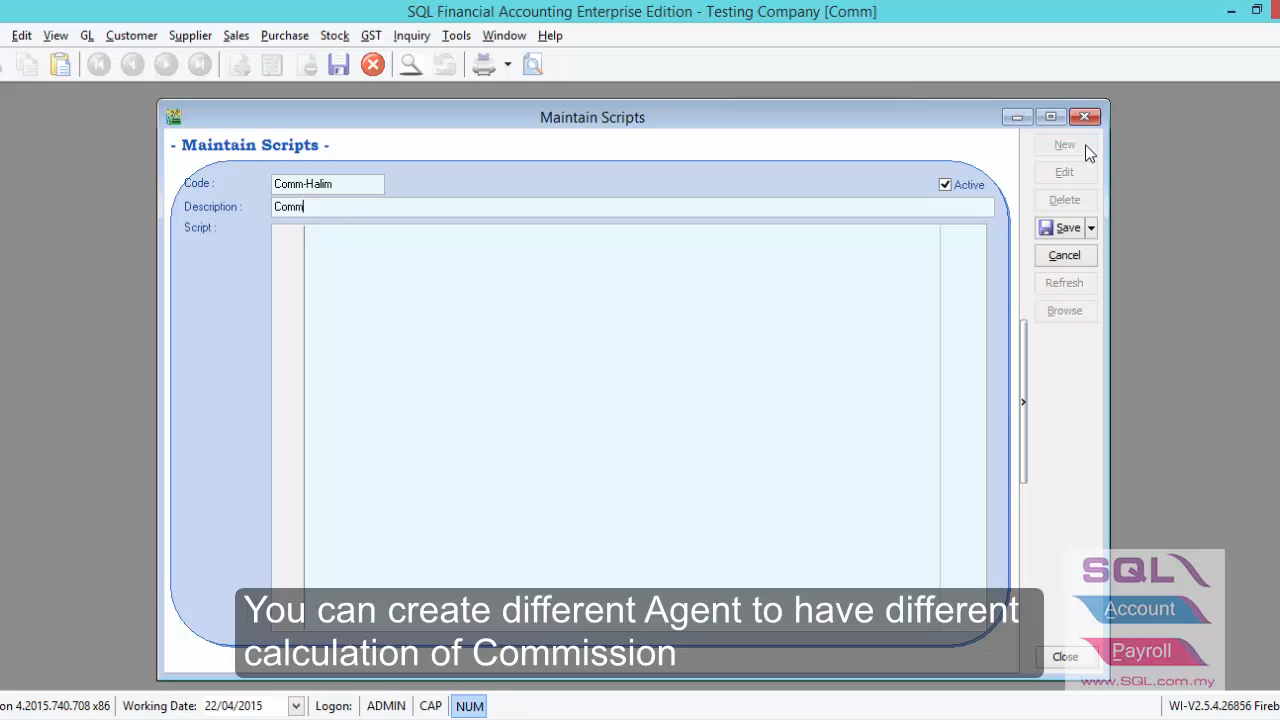 SQL Financial Accounting Enterprise Edition - Testing Company [Comm]
Edit View GL Customer Supplier Sales Purchase Stock GST Inquiry Tools Window Help
Maintain Scripts
- Maintain Scripts -
New
Code : Comm-Halim Active
Edit
Description : Comm
Delete
Script :
Save
Cancel
Refresh
Browse
You can create different Agent to have different
calculation of Commission
SQL
Account
Payroll
Close
www.SQL.com.my
on 4.2015.740.708 x86 Working Date: 22/04/2015 Logon: ADMIN CAP NUM WI-V2.5.4.26856 Fireb